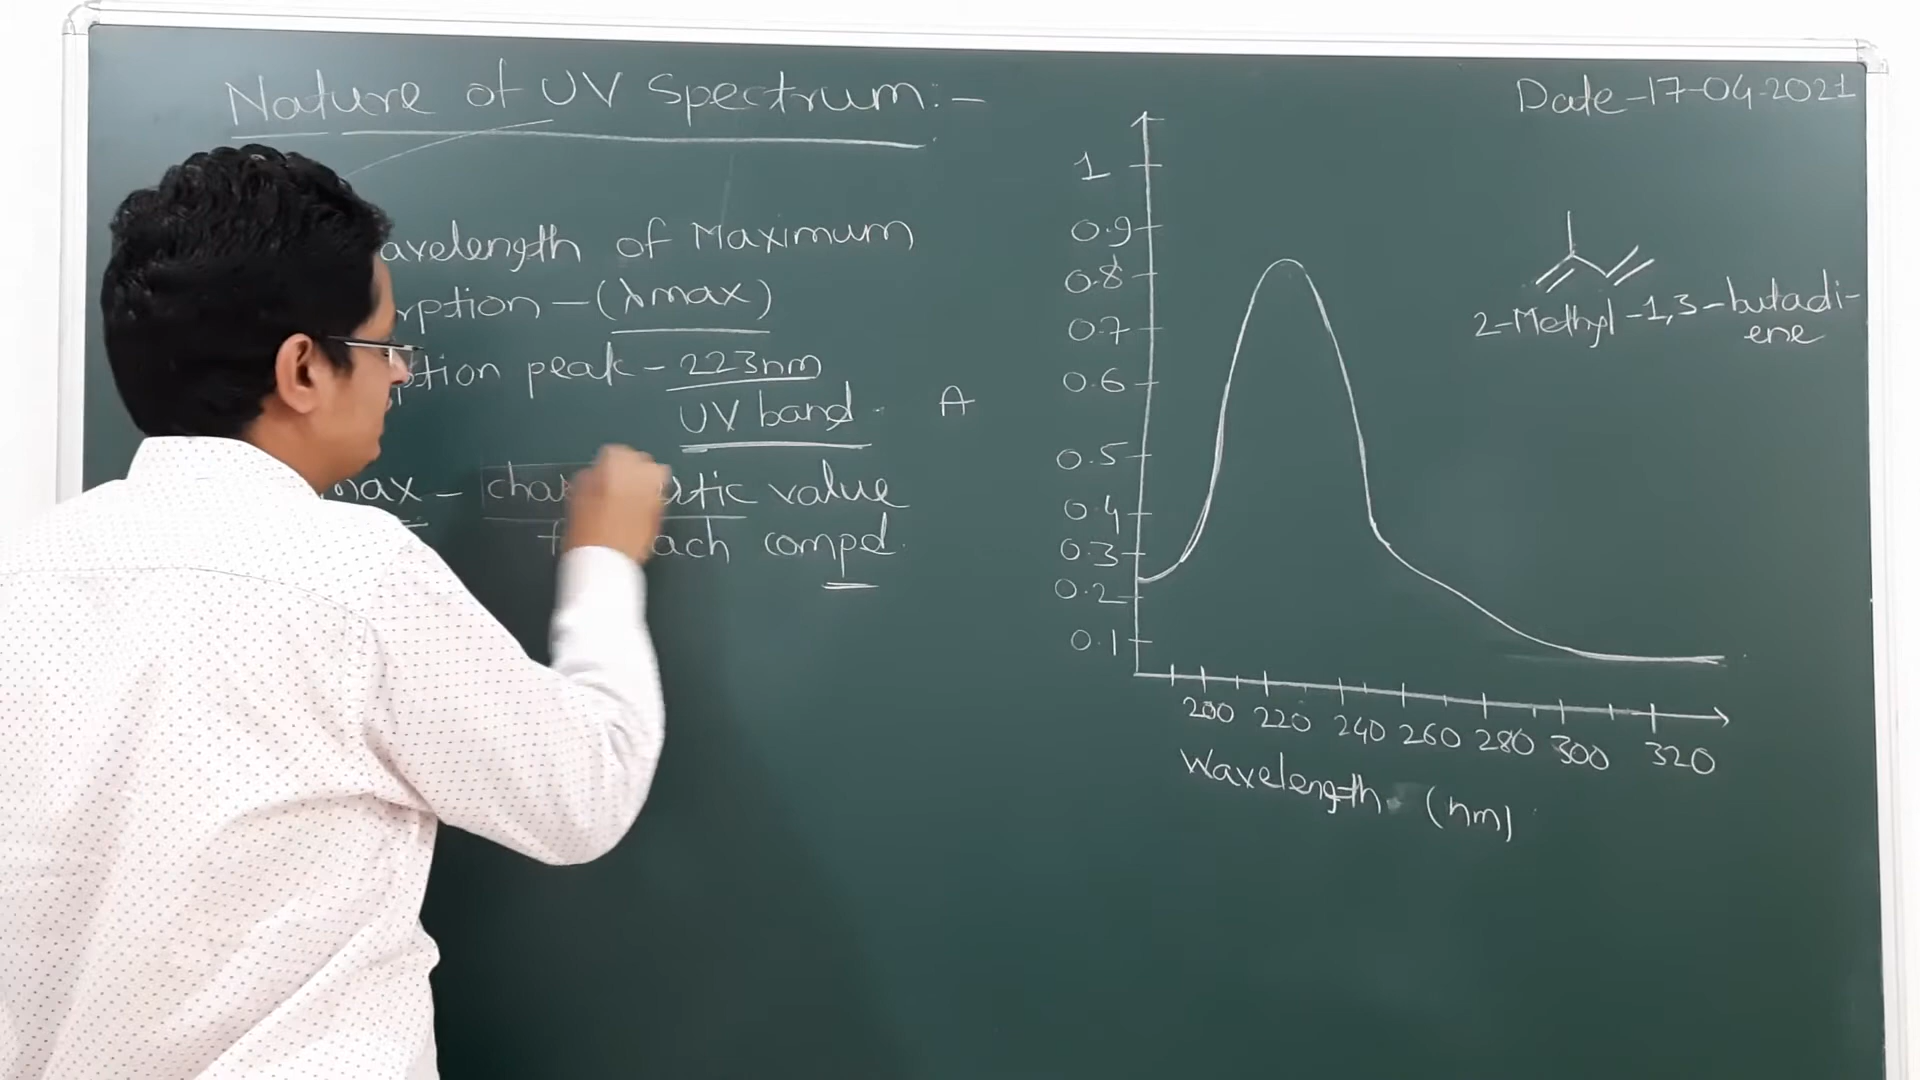 Nature of UV Spectrum:-
Date-17-04-2021
avelength of Maximum
rption - (λmax)
ption peak - 223nm
UV band.
max - value
ach compd.
A
1
0.9
0.8
0.7
0.6
0.5
0.4
0.3
0.2
0.1
200 220 240 260 280 300 320
Wavelength (nm)
2-Methyl-1,3-butadi-
ene